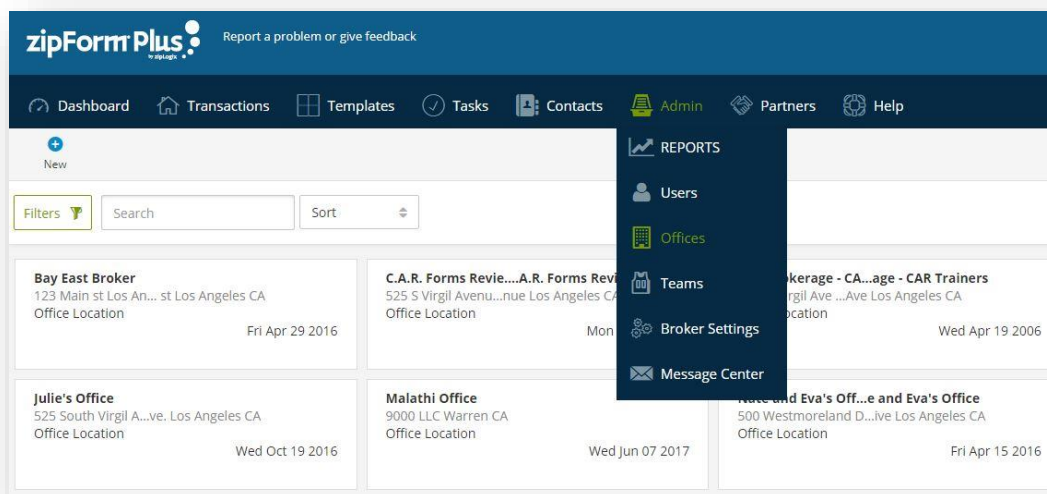 zipForm Plus
by zipLogix
Report a problem or give feedback
Dashboard Transactions Templates Tasks Contacts Admin Partners Help
New
REPORTS
Users
Offices
Teams
Broker Settings
Message Center
Filters Search Sort
Bay East Broker
123 Main st Los An... st Los Angeles CA
Office Location
Fri Apr 29 2016
C.A.R. Forms Revie....A.R. Forms Revi
525 S Virgil Avenu...nue Los Angeles CA
Office Location
Mon
kerage - CA...age - CAR Trainers
rgil Ave ...Ave Los Angeles CA
ocation
Wed Apr 19 2006
Julie's Office
525 South Virgil A...ve. Los Angeles CA
Office Location
Wed Oct 19 2016
Malathi Office
9000 LLC Warren CA
Office Location
Wed Jun 07 2017
Nate and Eva's Off...e and Eva's Office
500 Westmoreland D...ive Los Angeles CA
Office Location
Fri Apr 15 2016